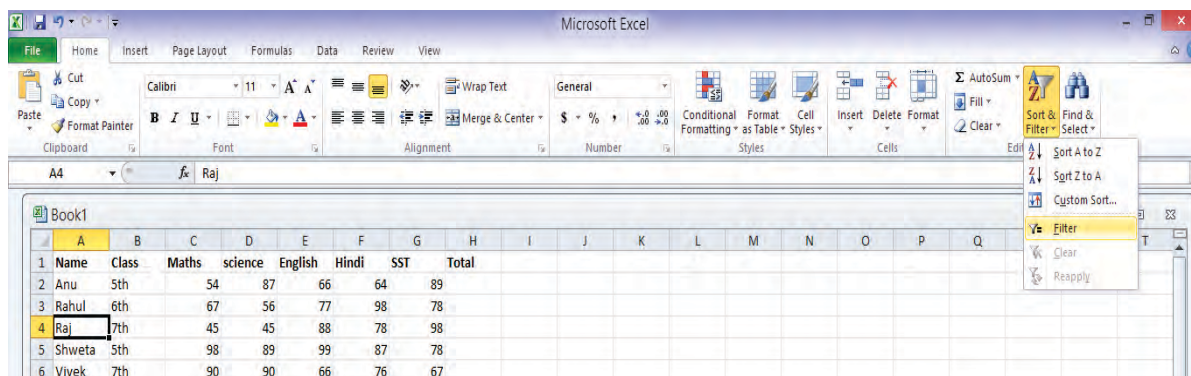 Microsoft Excel
File Home Insert Page Layout Formulas Data Review View
Cut
Copy
Format Painter
Paste
Clipboard
Calibri 11 A A
B I U A
Font
Wrap Text
Merge & Center
Alignment
General
$ % , .0 .00 .00 .0
Number
Conditional Formatting
Format as Table
Cell Styles
Styles
Insert Delete Format
Cells
Σ AutoSum
Fill
Clear
Sort & Filter
Find & Select
Sort A to Z
Sort Z to A
Custom Sort...
Filter
Clear
Reapply
A4 fx Raj
Book1
A B C D E F G H I J K L M N O P Q T
1 Name Class Maths science English Hindi SST Total
2 Anu 5th 54 87 66 64 89
3 Rahul 6th 67 56 77 98 78
4 Raj 7th 45 45 88 78 98
5 Shweta 5th 98 89 99 87 78
6 Vivek 7th 90 90 66 76 67